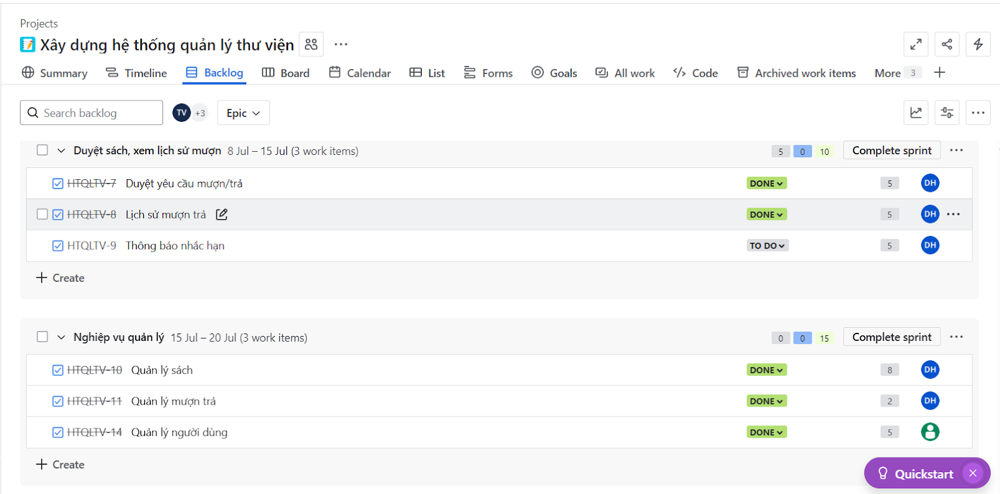 Projects
Xây dựng hệ thống quản lý thư viện
Summary Timeline Backlog Board Calendar List Forms Goals All work Code Archived work items More 3
Search backlog TV +3 Epic
Duyệt sách, xem lịch sử mượn 8 Jul – 15 Jul (3 work items) 5 0 10 Complete sprint
HTQLTV-7 Duyệt yêu cầu mượn/trả DONE 5 DH
HTQLTV-8 Lịch sử mượn trả DONE 5 DH
HTQLTV-9 Thông báo nhắc hạn TO DO 5 DH
Create
Nghiệp vụ quản lý 15 Jul – 20 Jul (3 work items) 0 0 15 Complete sprint
HTQLTV-10 Quản lý sách DONE 8 DH
HTQLTV-11 Quản lý mượn trả DONE 2 DH
HTQLTV-14 Quản lý người dùng DONE 5
Create
Quickstart